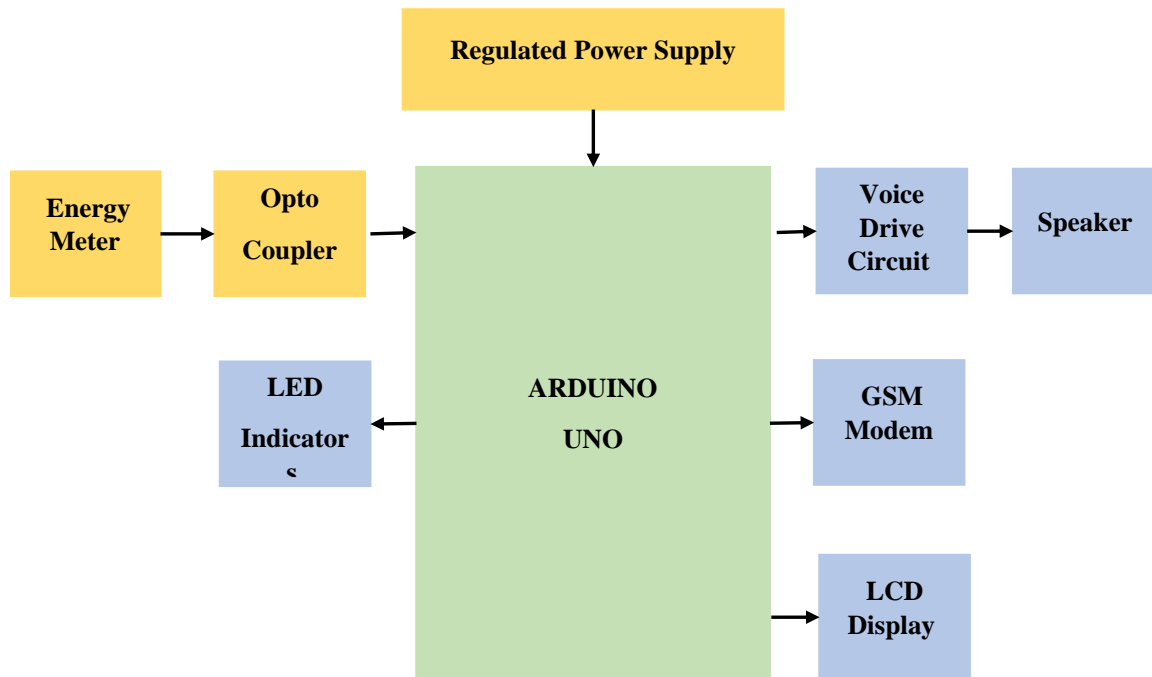 Regulated Power Supply
Energy
Meter
Opto
Coupler
Voice
Drive
Circuit
Speaker
LED
Indicator
s
ARDUINO
UNO
GSM
Modem
LCD
Display